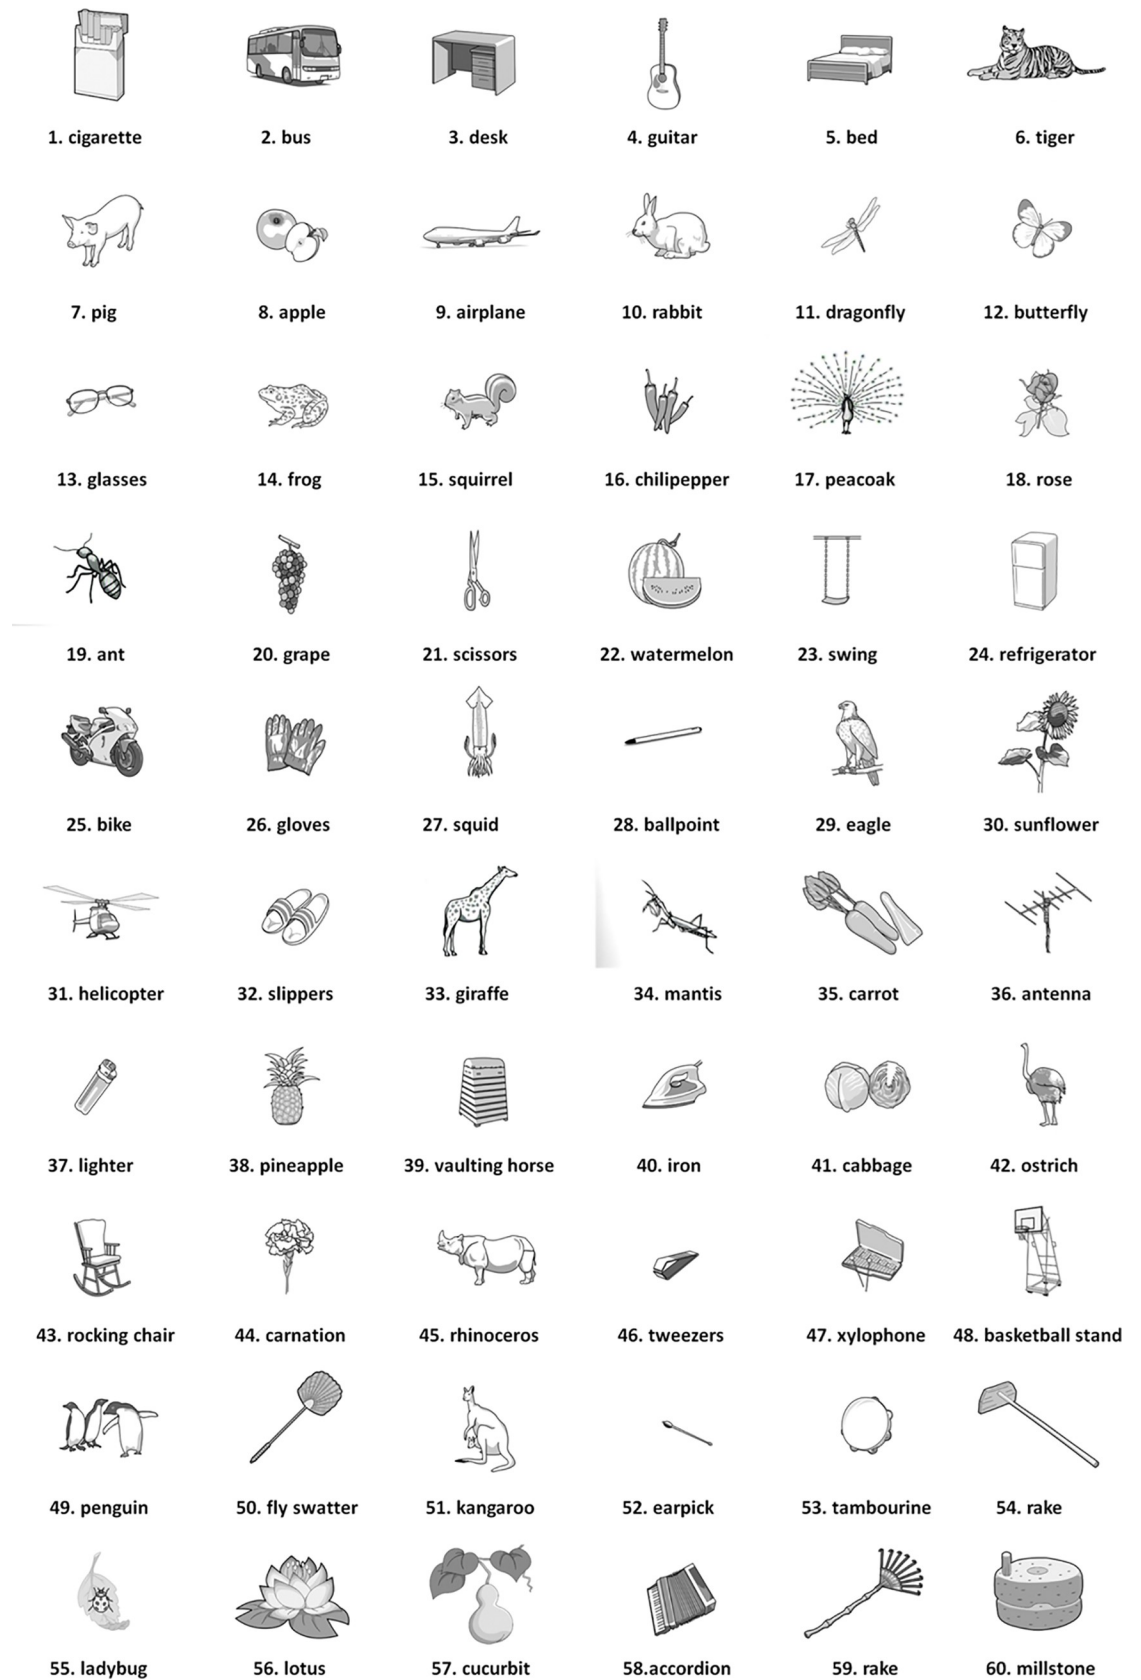 1. cigarette 2. bus 3. desk 4. guitar 5. bed 6. tiger
7. pig 8. apple 9. airplane 10. rabbit 11. dragonfly 12. butterfly
13. glasses 14. frog 15. squirrel 16. chilipepper 17. peacoak 18. rose
19. ant 20. grape 21. scissors 22. watermelon 23. swing 24. refrigerator
25. bike 26. gloves 27. squid 28. ballpoint 29. eagle 30. sunflower
31. helicopter 32. slippers 33. giraffe 34. mantis 35. carrot 36. antenna
37. lighter 38. pineapple 39. vaulting horse 40. iron 41. cabbage 42. ostrich
43. rocking chair 44. carnation 45. rhinoceros 46. tweezers 47. xylophone 48. basketball stand
49. penguin 50. fly swatter 51. kangaroo 52. earpick 53. tambourine 54. rake
55. ladybug 56. lotus 57. cucurbit 58.accordion 59. rake 60. millstone